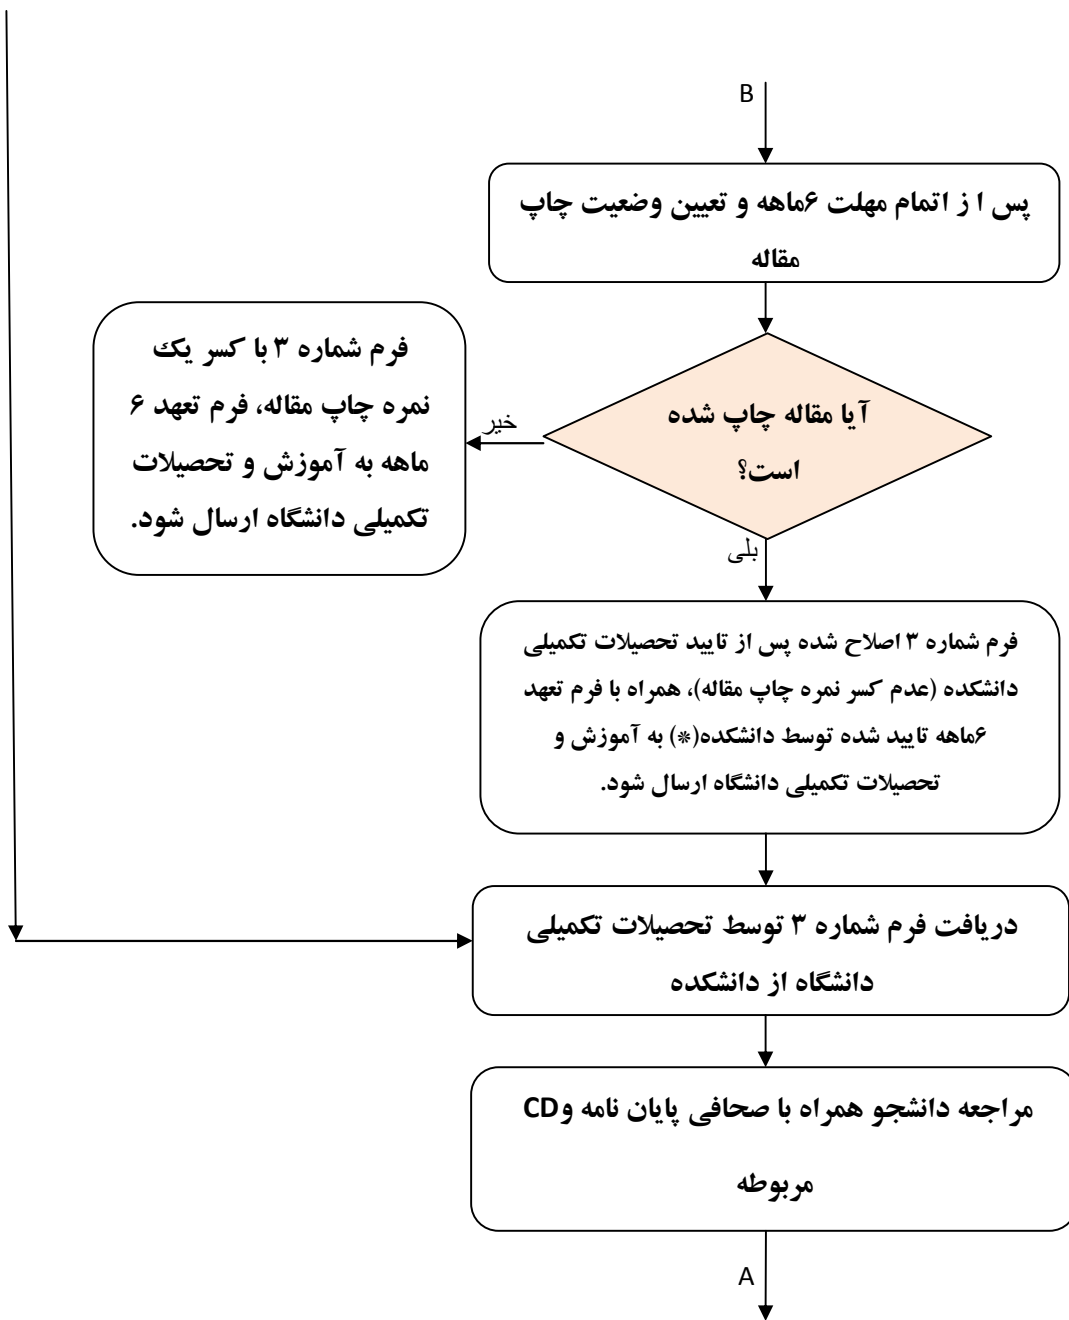 B
پس ا ز اتمام مهلت ۶ماهه و تعیین وضعیت چاپ
مقاله
آیا مقاله چاپ شده
است؟
خیر
فرم شماره ۳ با کسر یک
نمره چاپ مقاله، فرم تعهد ۶
ماهه به آموزش و تحصیلات
تکمیلی دانشگاه ارسال شود.
بلی
فرم شماره ۳ اصلاح شده پس از تایید تحصیلات تکمیلی
دانشکده (عدم کسر نمره چاپ مقاله)، همراه با فرم تعهد
۶ماهه تایید شده توسط دانشکده(*) به آموزش و
تحصیلات تکمیلی دانشگاه ارسال شود.
دریافت فرم شماره ۳ توسط تحصیلات تکمیلی
دانشگاه از دانشکده
مراجعه دانشجو همراه با صحافی پایان نامه وCD
مربوطه
A